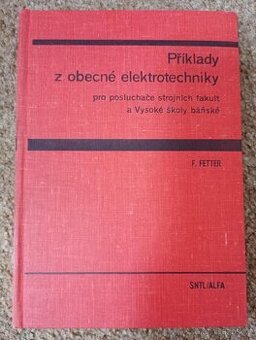 Příklady
z obecné elektrotechniky
pro posluchače strojních fakult
a Vysoké školy báňské
F. FETTER
SNTL/ALFA